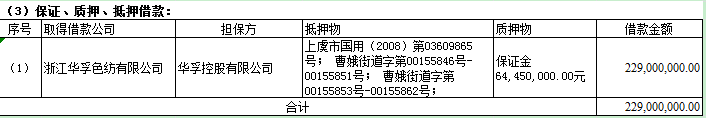 （3）保证、质押、抵押借款：
序号 取得借款公司 担保方 抵押物 质押物 借款金额
（1） 浙江华孚色纺有限公司 华孚控股有限公司 上虞市国用（2008）第03609865号； 曹娥街道字第00155846号-00155851号； 曹娥街道字第00155853号-00155862号； 保证金64,450,000.00元 229,000,000.00
合计 229,000,000.00